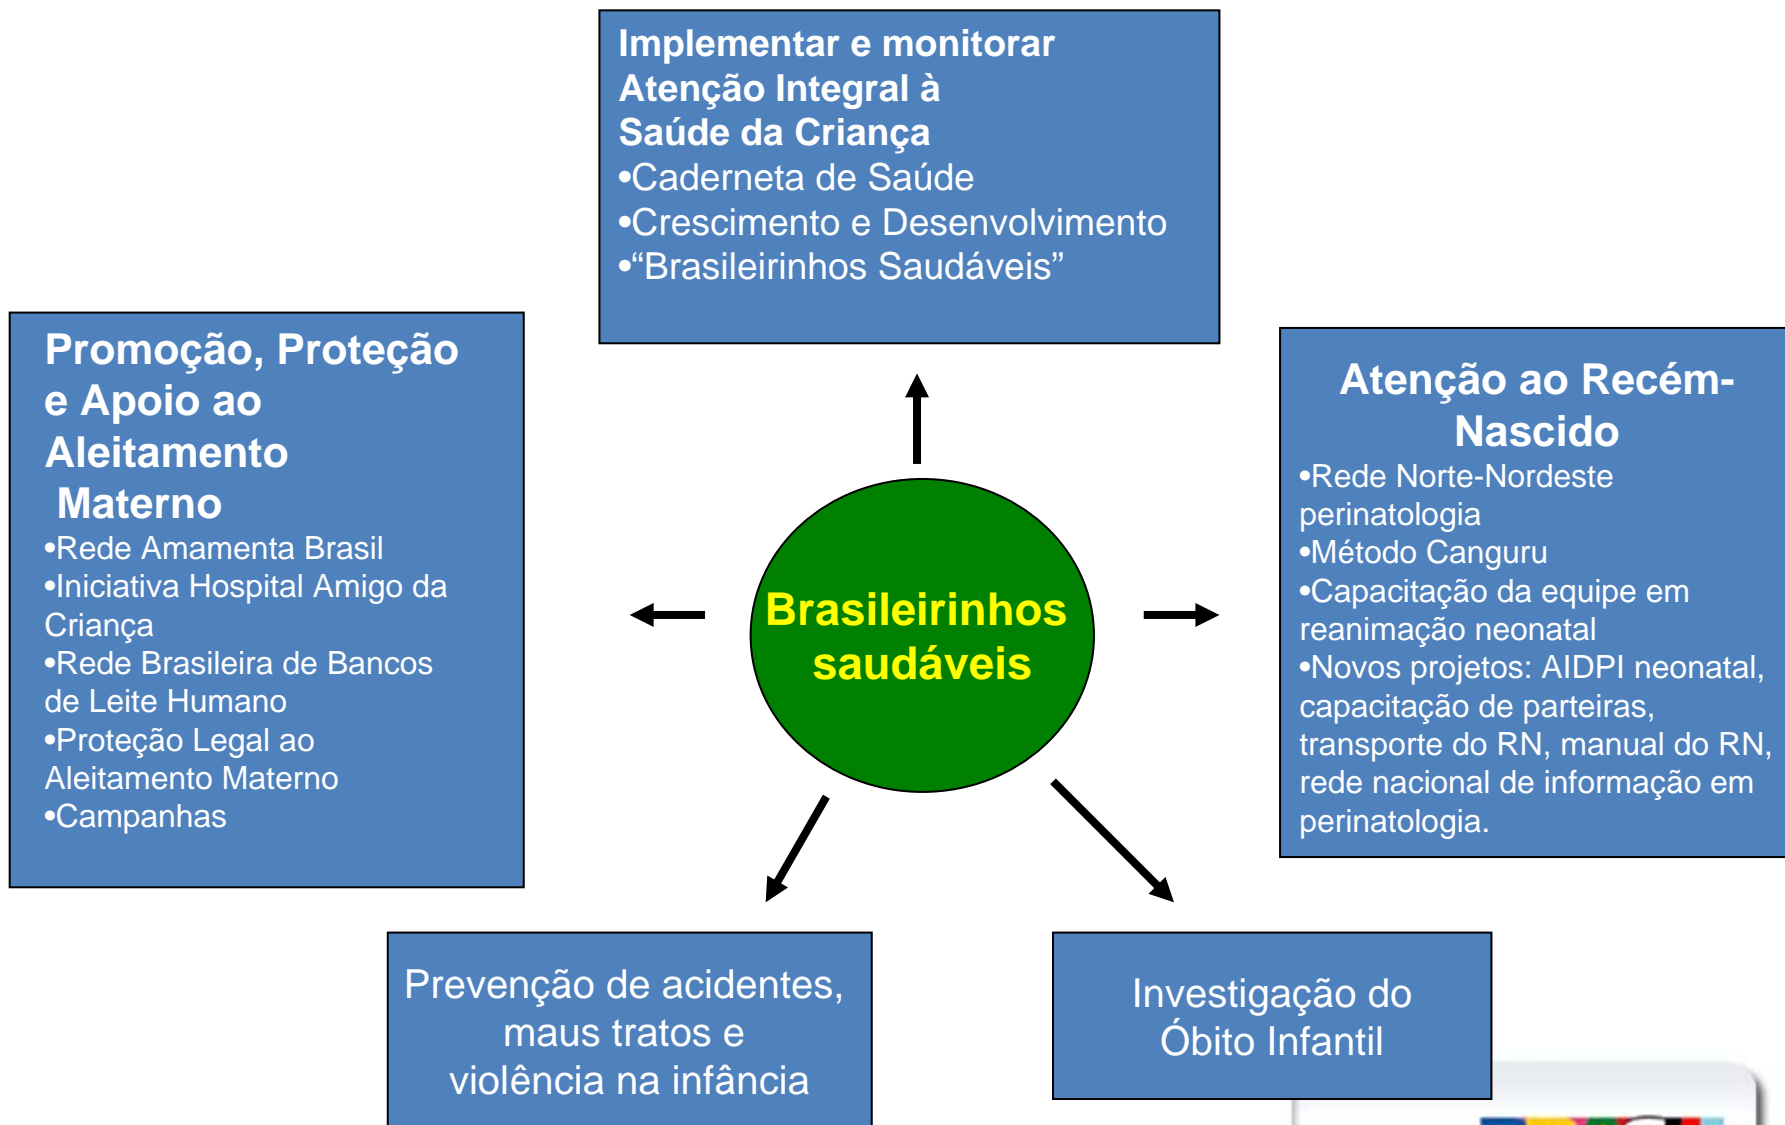 Implementar e monitorar
Atenção Integral à
Saúde da Criança
•Caderneta de Saúde
•Crescimento e Desenvolvimento
•“Brasileirinhos Saudáveis”
Promoção, Proteção
e Apoio ao
Aleitamento
Materno
•Rede Amamenta Brasil
•Iniciativa Hospital Amigo da
Criança
•Rede Brasileira de Bancos
de Leite Humano
•Proteção Legal ao
Aleitamento Materno
•Campanhas
Brasileirinhos
saudáveis
Atenção ao Recém-
Nascido
•Rede Norte-Nordeste
perinatologia
•Método Canguru
•Capacitação da equipe em
reanimação neonatal
•Novos projetos: AIDPI neonatal,
capacitação de parteiras,
transporte do RN, manual do RN,
rede nacional de informação em
perinatologia.
Prevenção de acidentes,
maus tratos e
violência na infância
Investigação do
Óbito Infantil